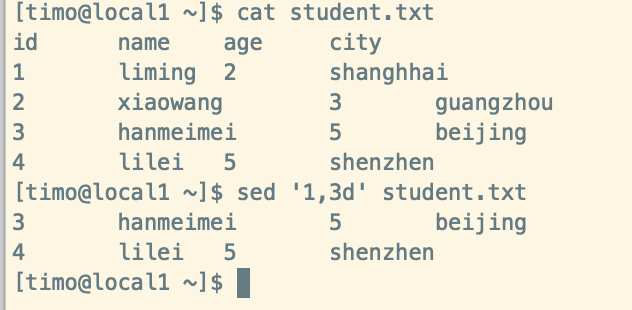 [timo@local1 ~]$ cat student.txt
id	name	age	city
1	liming	2	shanghhai
2	xiaowang	3	guangzhou
3	hanmeimei	5	beijing
4	lilei	5	shenzhen
[timo@local1 ~]$ sed '1,3d' student.txt
3	hanmeimei	5	beijing
4	lilei	5	shenzhen
[timo@local1 ~]$